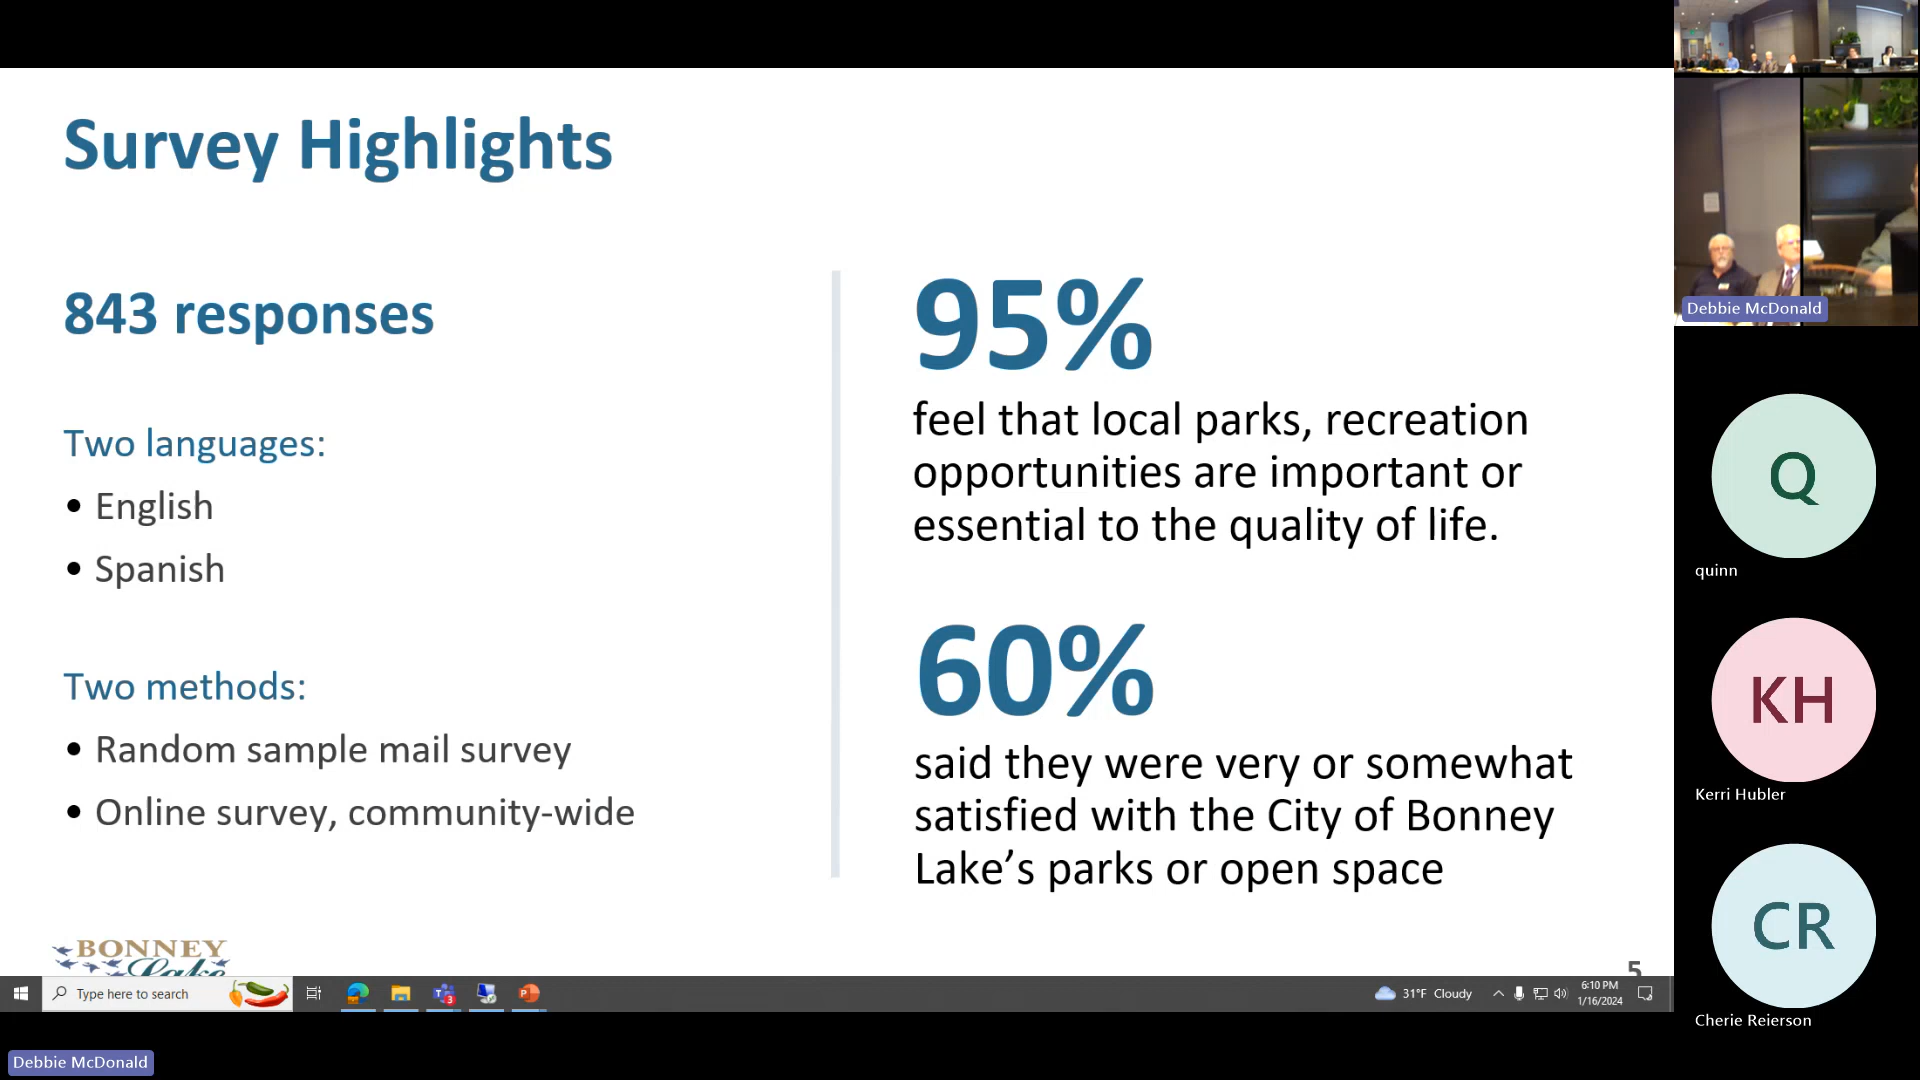 Survey Highlights
843 responses
Two languages:
• English
• Spanish
Two methods:
• Random sample mail survey
• Online survey, community-wide
95%
feel that local parks, recreation
opportunities are important or
essential to the quality of life.
60%
said they were very or somewhat
satisfied with the City of Bonney
Lake’s parks or open space
BONNEY
Lake
5
Type here to search
3
31°F Cloudy
6:10 PM
1/16/2024
Debbie McDonald
Debbie McDonald
Q
quinn
KH
Kerri Hubler
CR
Cherie Reierson